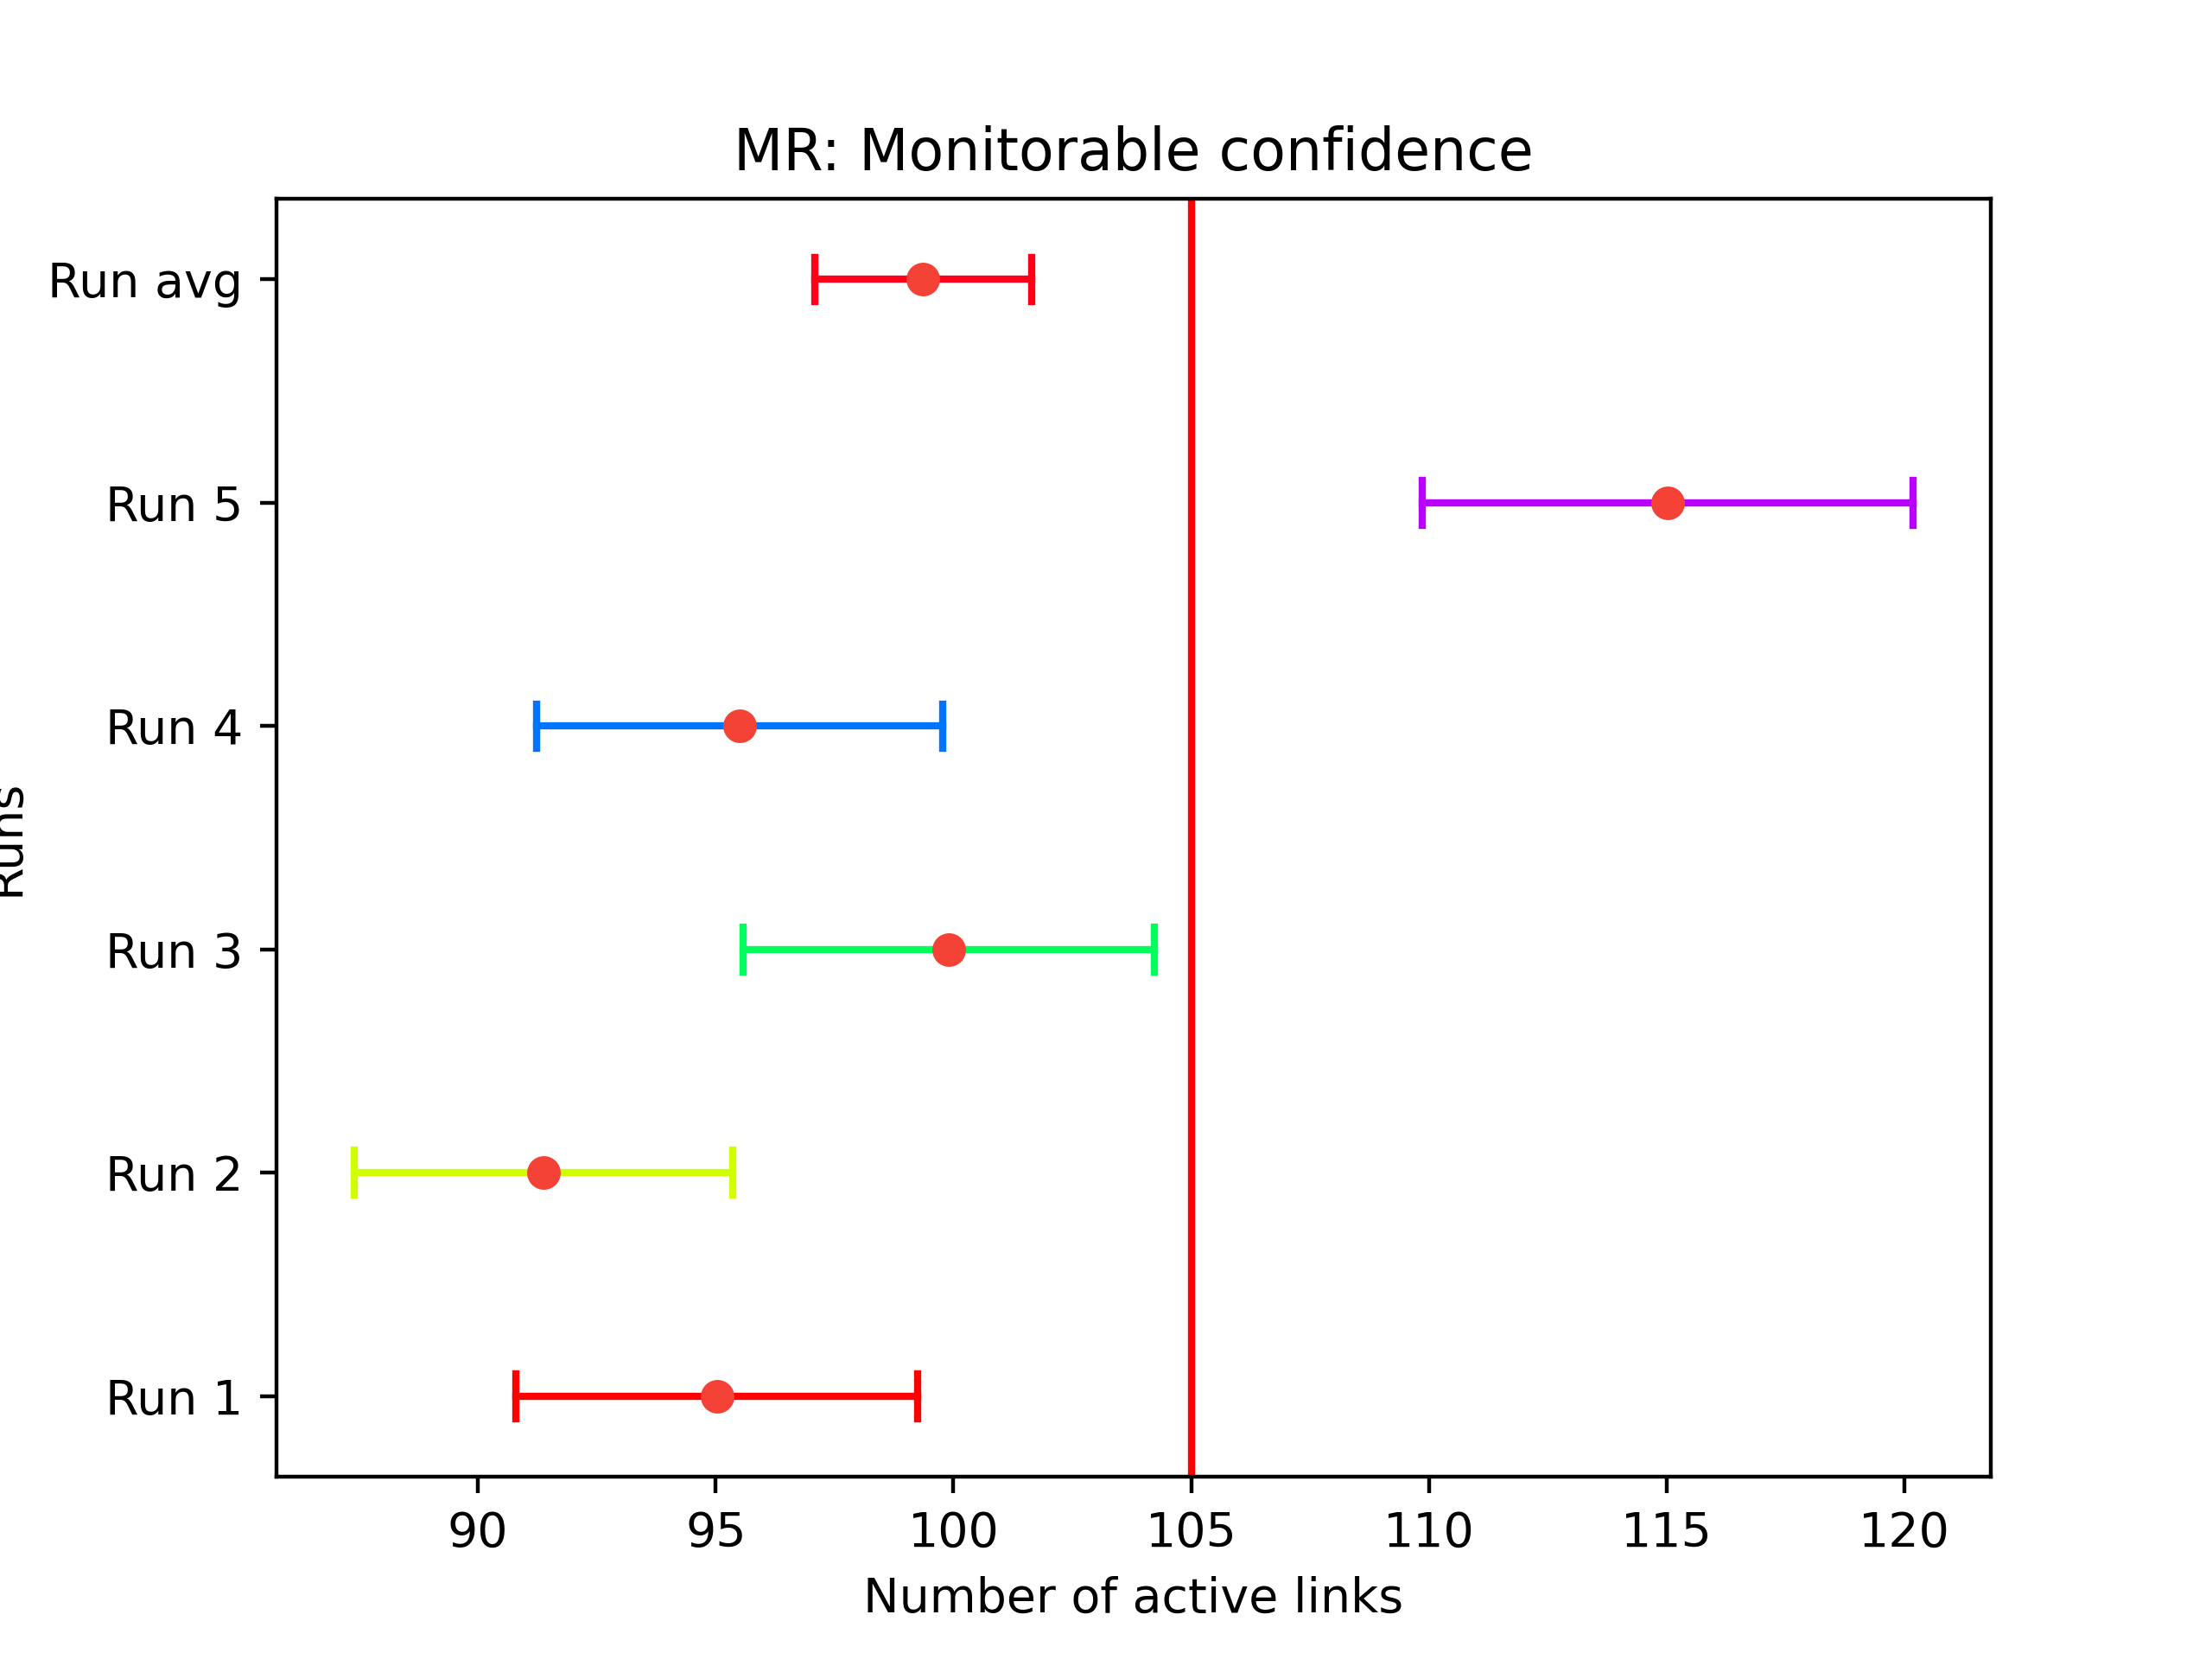 MR: Monitorable confidence
Run avg
Run 5
Run 4
Run 3
Run 2
Run 1
Runs
90 95 100 105 110 115 120
Number of active links